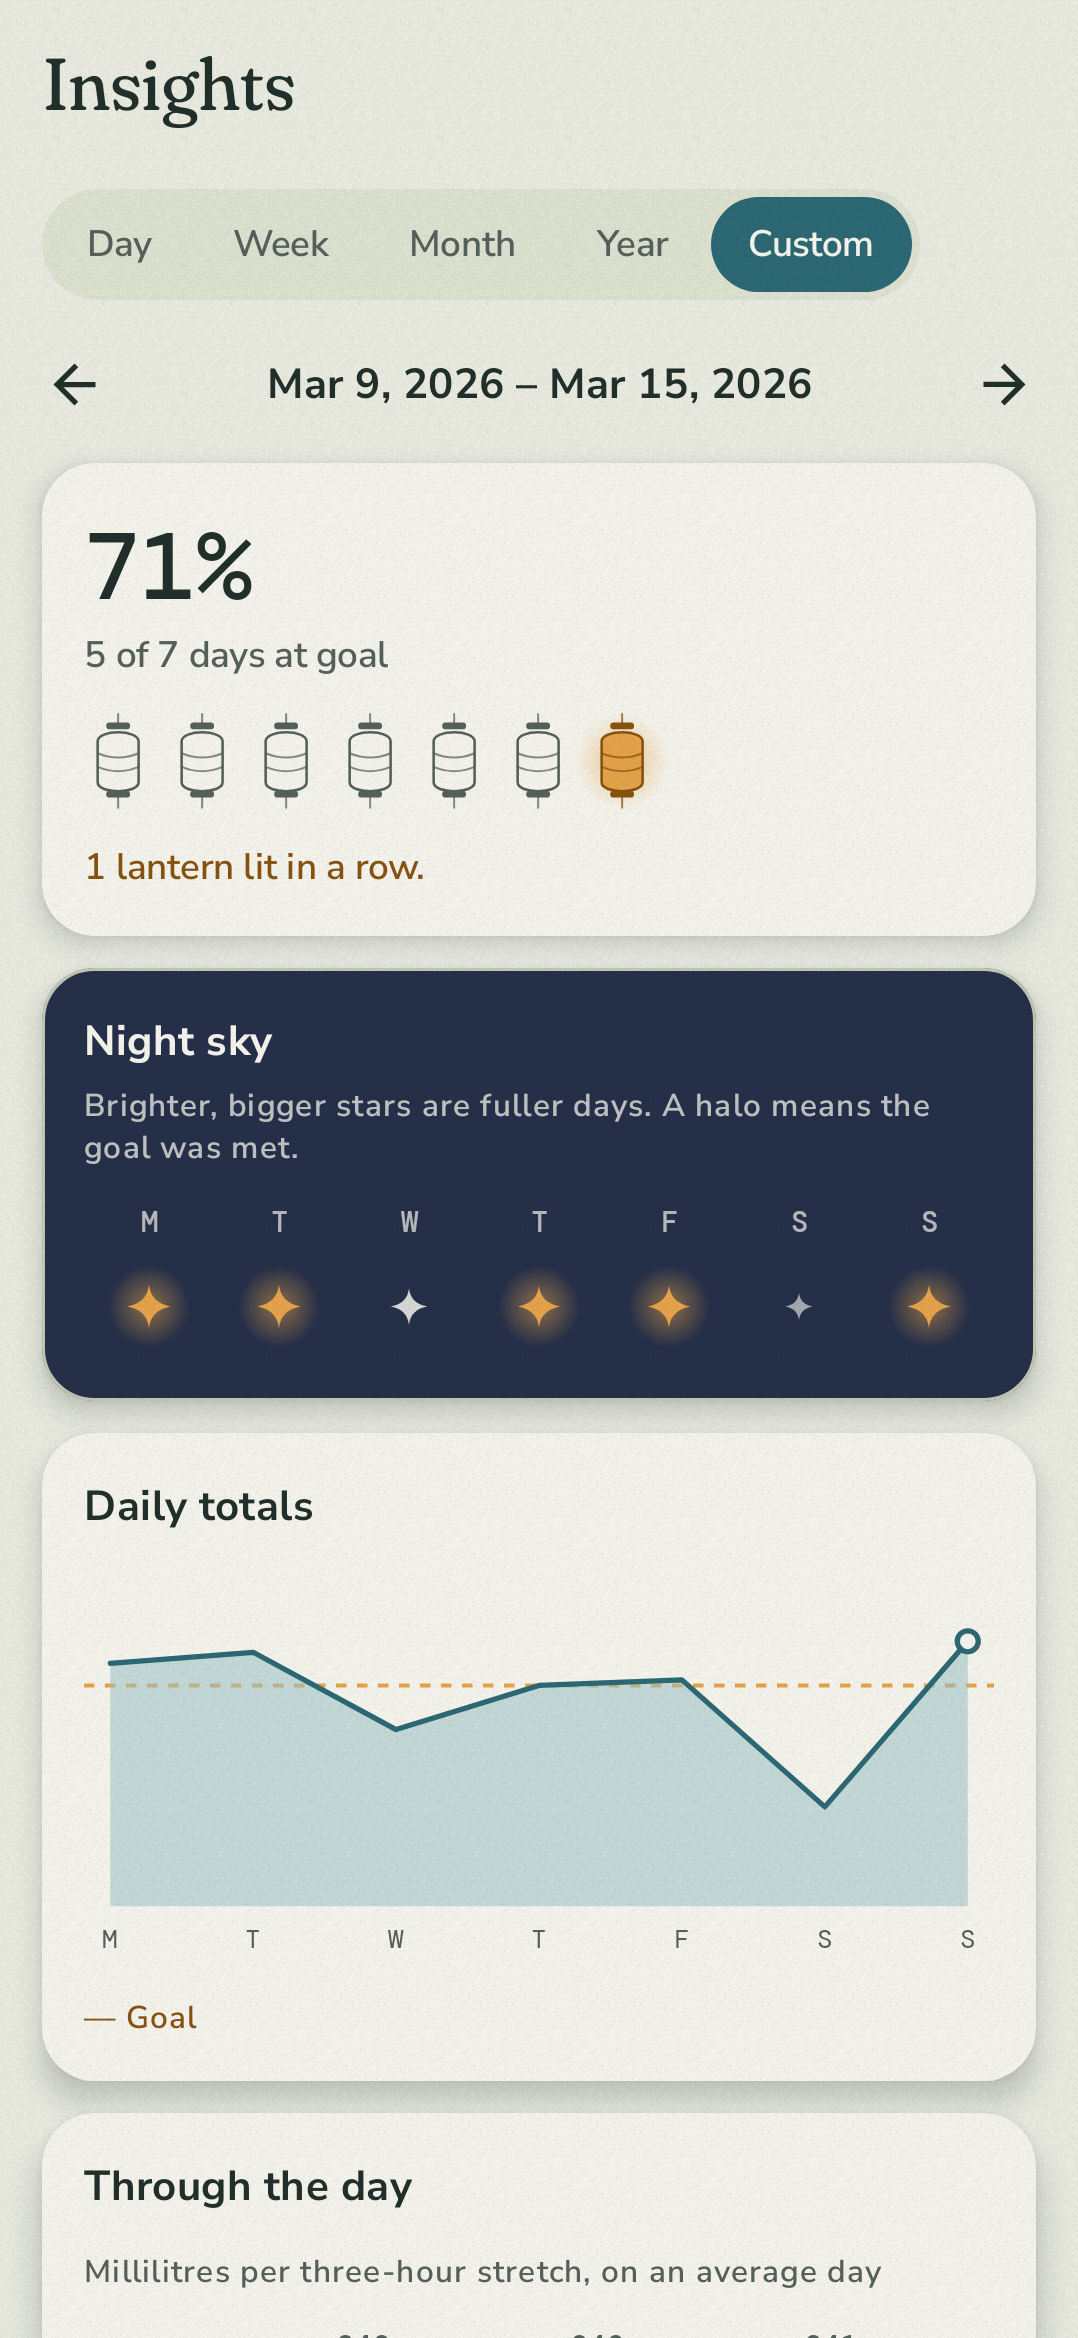 Insights
Day Week Month Year Custom
Mar 9, 2026 – Mar 15, 2026
71%
5 of 7 days at goal
1 lantern lit in a row.
Night sky
Brighter, bigger stars are fuller days. A halo means the
goal was met.
M T W T F S S
Daily totals
M T W T F S S
— Goal
Through the day
Millilitres per three-hour stretch, on an average day